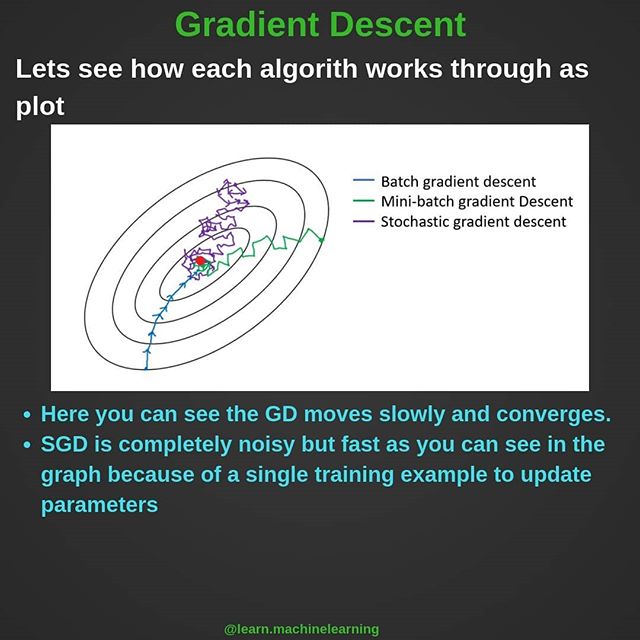 Gradient Descent
Lets see how each algorith works through as
plot
Batch gradient descent
Mini-batch gradient Descent
Stochastic gradient descent
• Here you can see the GD moves slowly and converges.
• SGD is completely noisy but fast as you can see in the
graph because of a single training example to update
parameters
@learn.machinelearning